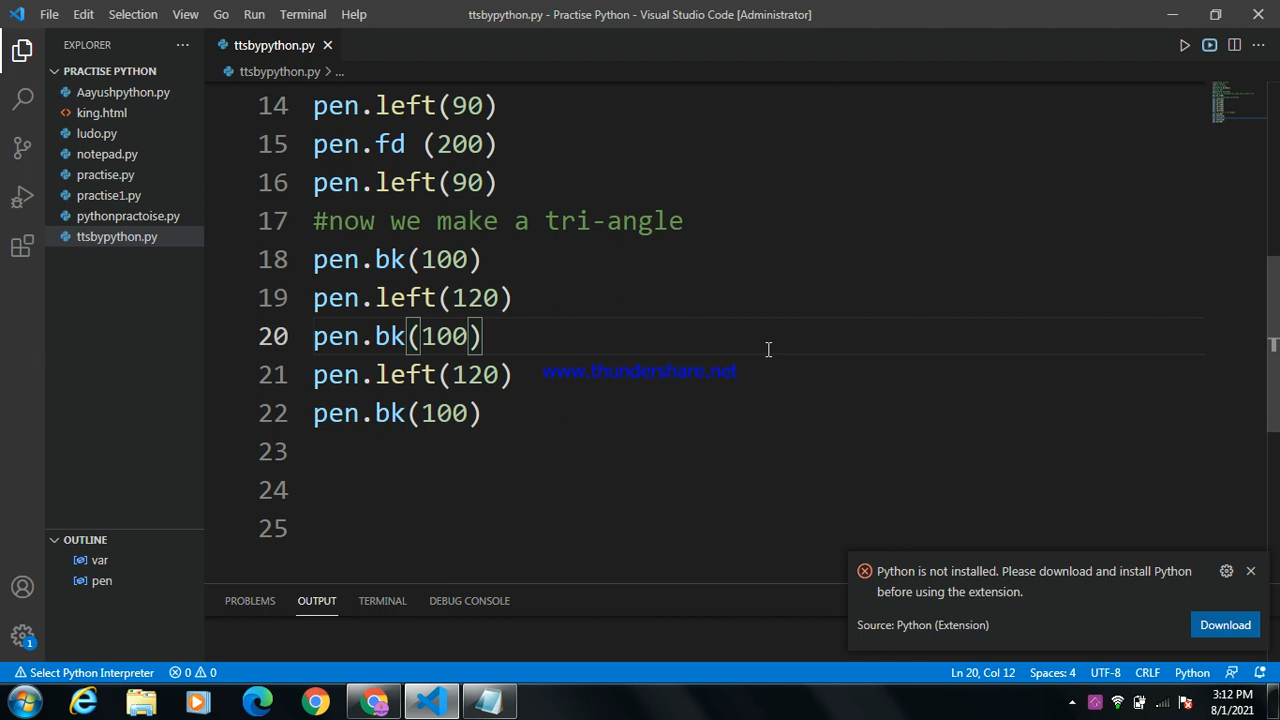 File Edit Selection View Go Run Terminal Help
ttsbypython.py - Practise Python - Visual Studio Code [Administrator]
EXPLORER
PRACTISE PYTHON
Aayushpython.py
king.html
ludo.py
notepad.py
practise.py
practise1.py
pythonpractoise.py
ttsbypython.py
OUTLINE
var
pen
ttsbypython.py
ttsbypython.py > ...
14 pen.left(90)
15 pen.fd (200)
16 pen.left(90)
17 #now we make a tri-angle
18 pen.bk(100)
19 pen.left(120)
20 pen.bk(100)
21 pen.left(120)
22 pen.bk(100)
23
24
25
www.thundershare.net
PROBLEMS OUTPUT TERMINAL DEBUG CONSOLE
Python is not installed. Please download and install Python
before using the extension.
Source: Python (Extension)
Download
1
Select Python Interpreter 0 0
Ln 20, Col 12 Spaces: 4 UTF-8 CRLF Python
3:12 PM
8/1/2021